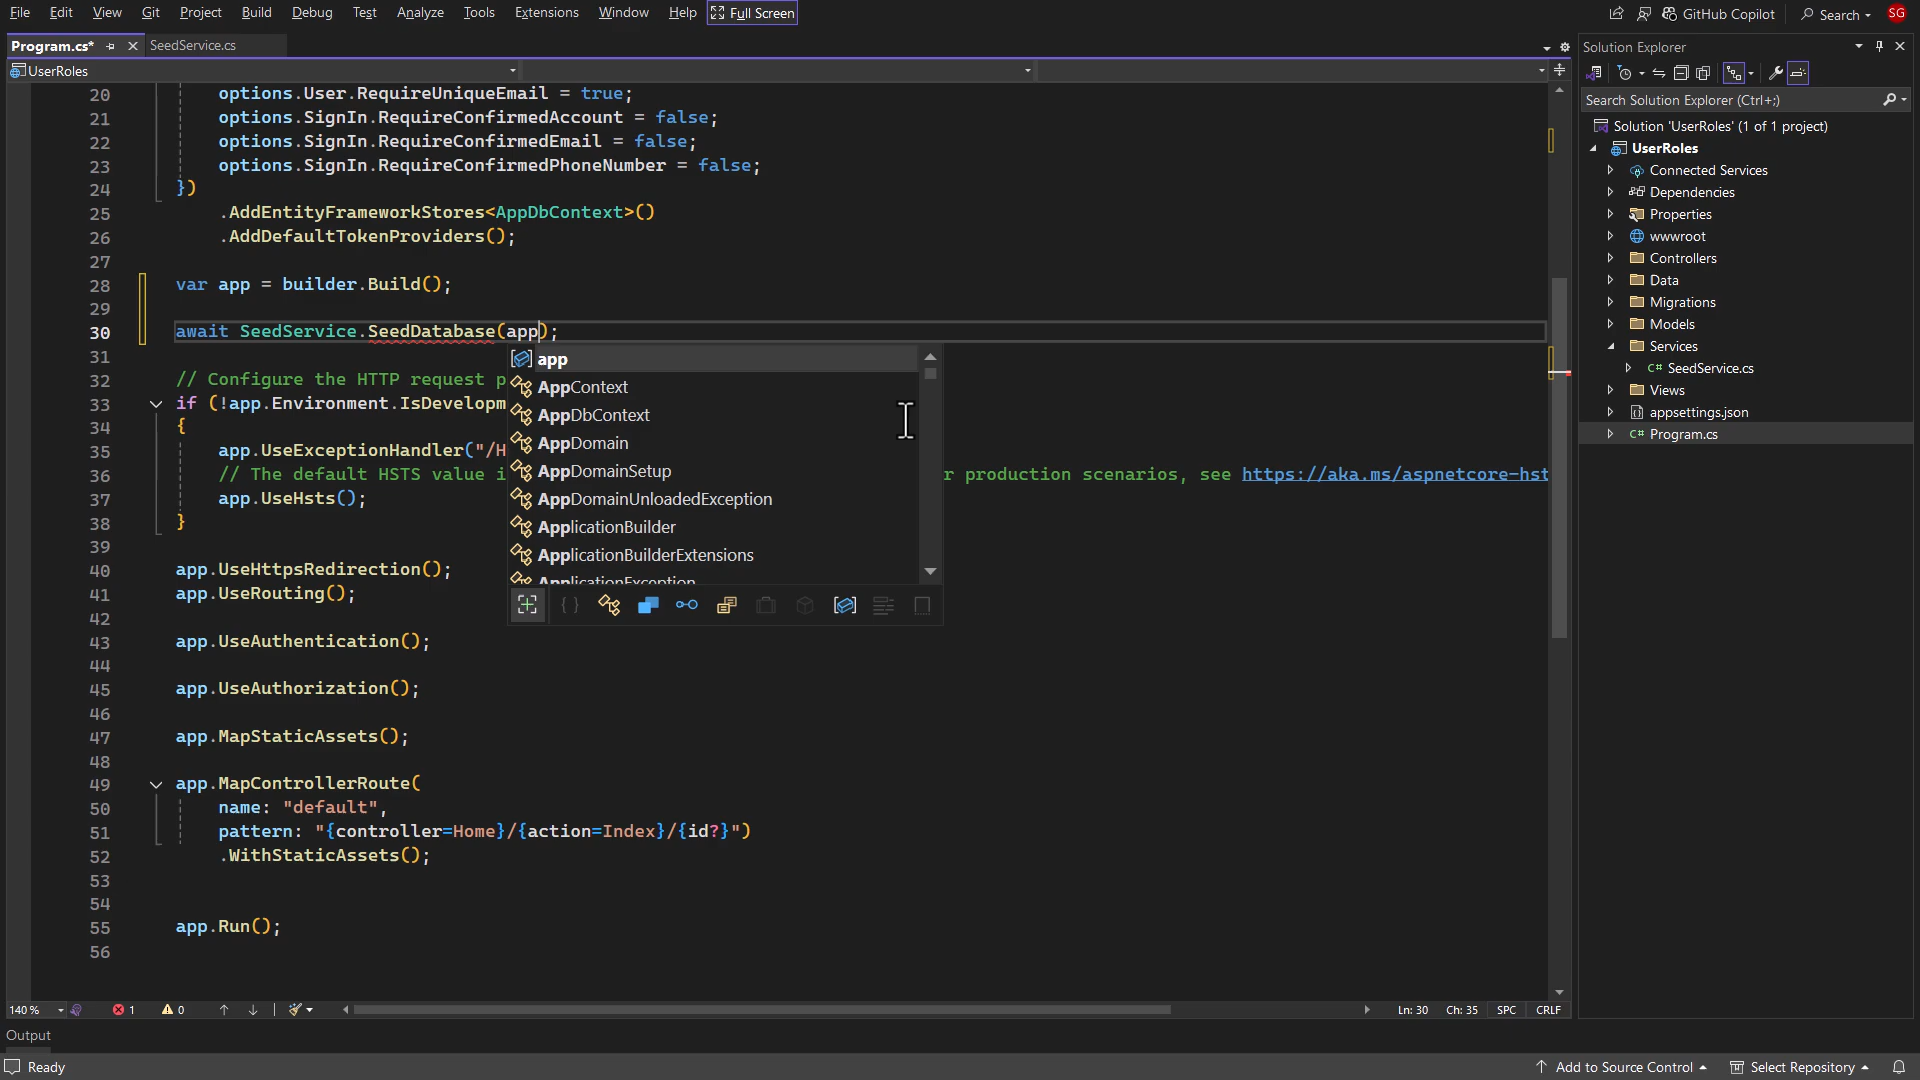 File Edit View Git Project Build Debug Test Analyze Tools Extensions Window Help Full Screen GitHub Copilot Search SG
Program.cs* SeedService.cs
UserRoles
20 options.User.RequireUniqueEmail = true;
21 options.SignIn.RequireConfirmedAccount = false;
22 options.SignIn.RequireConfirmedEmail = false;
23 options.SignIn.RequireConfirmedPhoneNumber = false;
24 })
25 .AddEntityFrameworkStores<AppDbContext>()
26 .AddDefaultTokenProviders();
27
28 var app = builder.Build();
29
30 await SeedService.SeedDatabase(app);
31
32 // Configure the HTTP request p
33 if (!app.Environment.IsDevelopm
34 {
35 app.UseExceptionHandler("/H
36 // The default HSTS value i r production scenarios, see https://aka.ms/aspnetcore-hst
37 app.UseHsts();
38 }
39
40 app.UseHttpsRedirection();
41 app.UseRouting();
42
43 app.UseAuthentication();
44
45 app.UseAuthorization();
46
47 app.MapStaticAssets();
48
49 app.MapControllerRoute(
50 name: "default",
51 pattern: "{controller=Home}/{action=Index}/{id?}")
52 .WithStaticAssets();
53
54
55 app.Run();
56
app
AppContext
AppDbContext
AppDomain
AppDomainSetup
AppDomainUnloadedException
ApplicationBuilder
ApplicationBuilderExtensions
ApplicationException
140 % 1 0 Ln: 30 Ch: 35 SPC CRLF
Output
Ready Add to Source Control Select Repository
Solution Explorer
Search Solution Explorer (Ctrl+;)
Solution 'UserRoles' (1 of 1 project)
UserRoles
Connected Services
Dependencies
Properties
wwwroot
Controllers
Data
Migrations
Models
Services
C# SeedService.cs
Views
appsettings.json
C# Program.cs